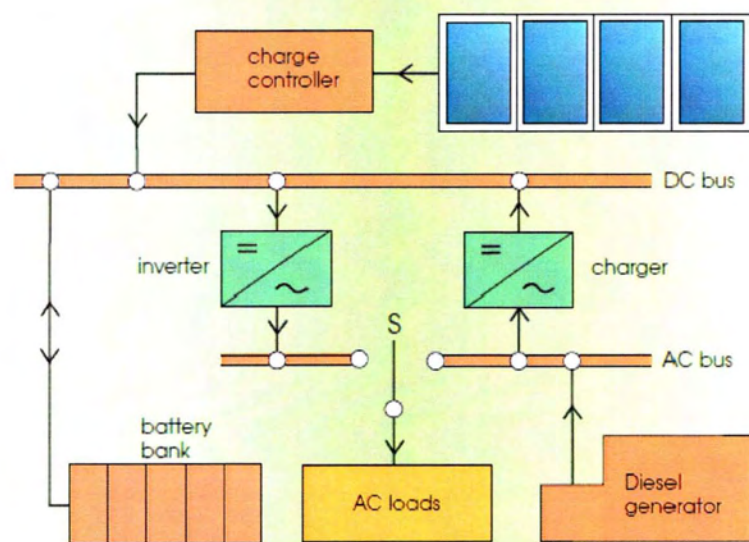 charge
controller
DC bus
inverter
charger
S
AC bus
battery
bank
AC loads
Diesel
generator